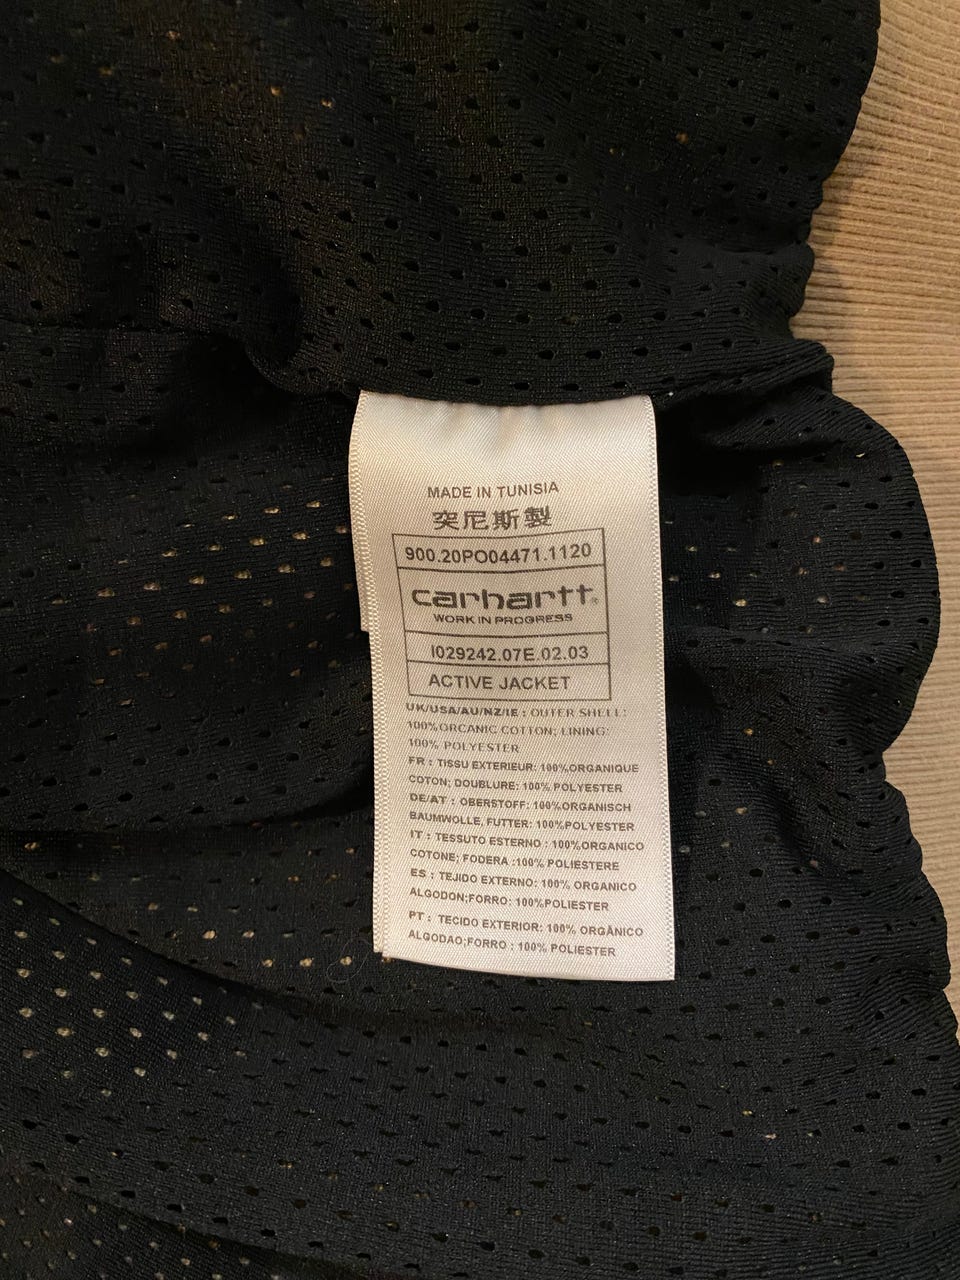 MADE IN TUNISIA
突尼斯製
900.20PO04471.1120
carhartt®
WORK IN PROGRESS
I029242.07E.02.03
ACTIVE JACKET
UK/USA/AU/NZ/IE : OUTER SHELL:
100%ORCANIC COTTON; LINING:
100% POLYESTER
FR : TISSU EXTERIEUR: 100%ORGANIQUE
COTON; DOUBLURE: 100% POLYESTER
DE/AT : OBERSTOFF: 100%ORGANISCH
BAUMWOLLE, FUTTER: 100%POLYESTER
IT : TESSUTO ESTERNO : 100%ORGANICO
COTONE; FODERA :100% POLIESTERE
ES : TEJIDO EXTERNO: 100% ORGANICO
ALGODON;FORRO: 100%POLIESTER
PT : TECIDO EXTERIOR: 100% ORGÂNICO
ALGODAO;FORRO : 100% POLIESTER